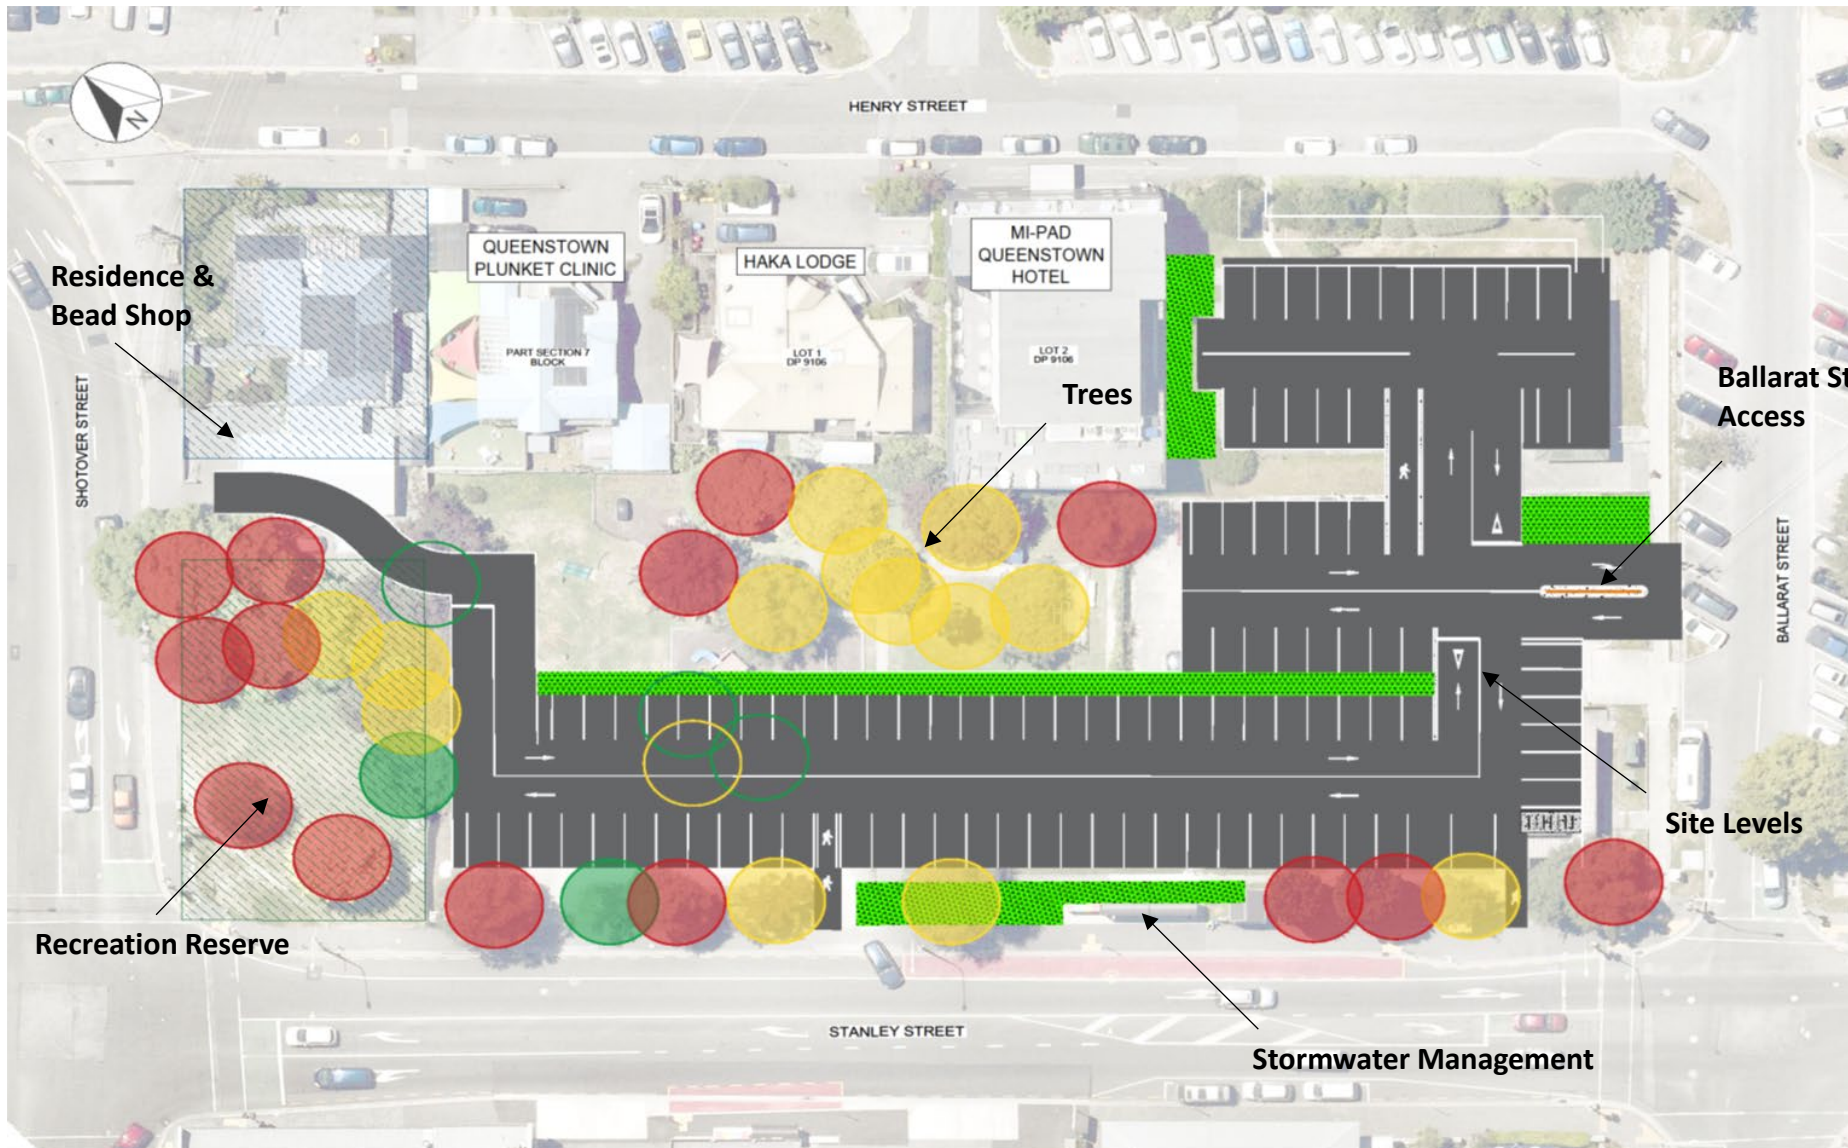 HENRY STREET
N
QUEENSTOWN
PLUNKET CLINIC
HAKA LODGE
MI-PAD
QUEENSTOWN
HOTEL
Residence &
Bead Shop
PART SECTION 7
BLOCK
LOT 1
DP 9106
LOT 2
DP 9106
Trees
Ballarat St
Access
SHOTOVER STREET
BALLARAT STREET
Site Levels
Recreation Reserve
STANLEY STREET
Stormwater Management